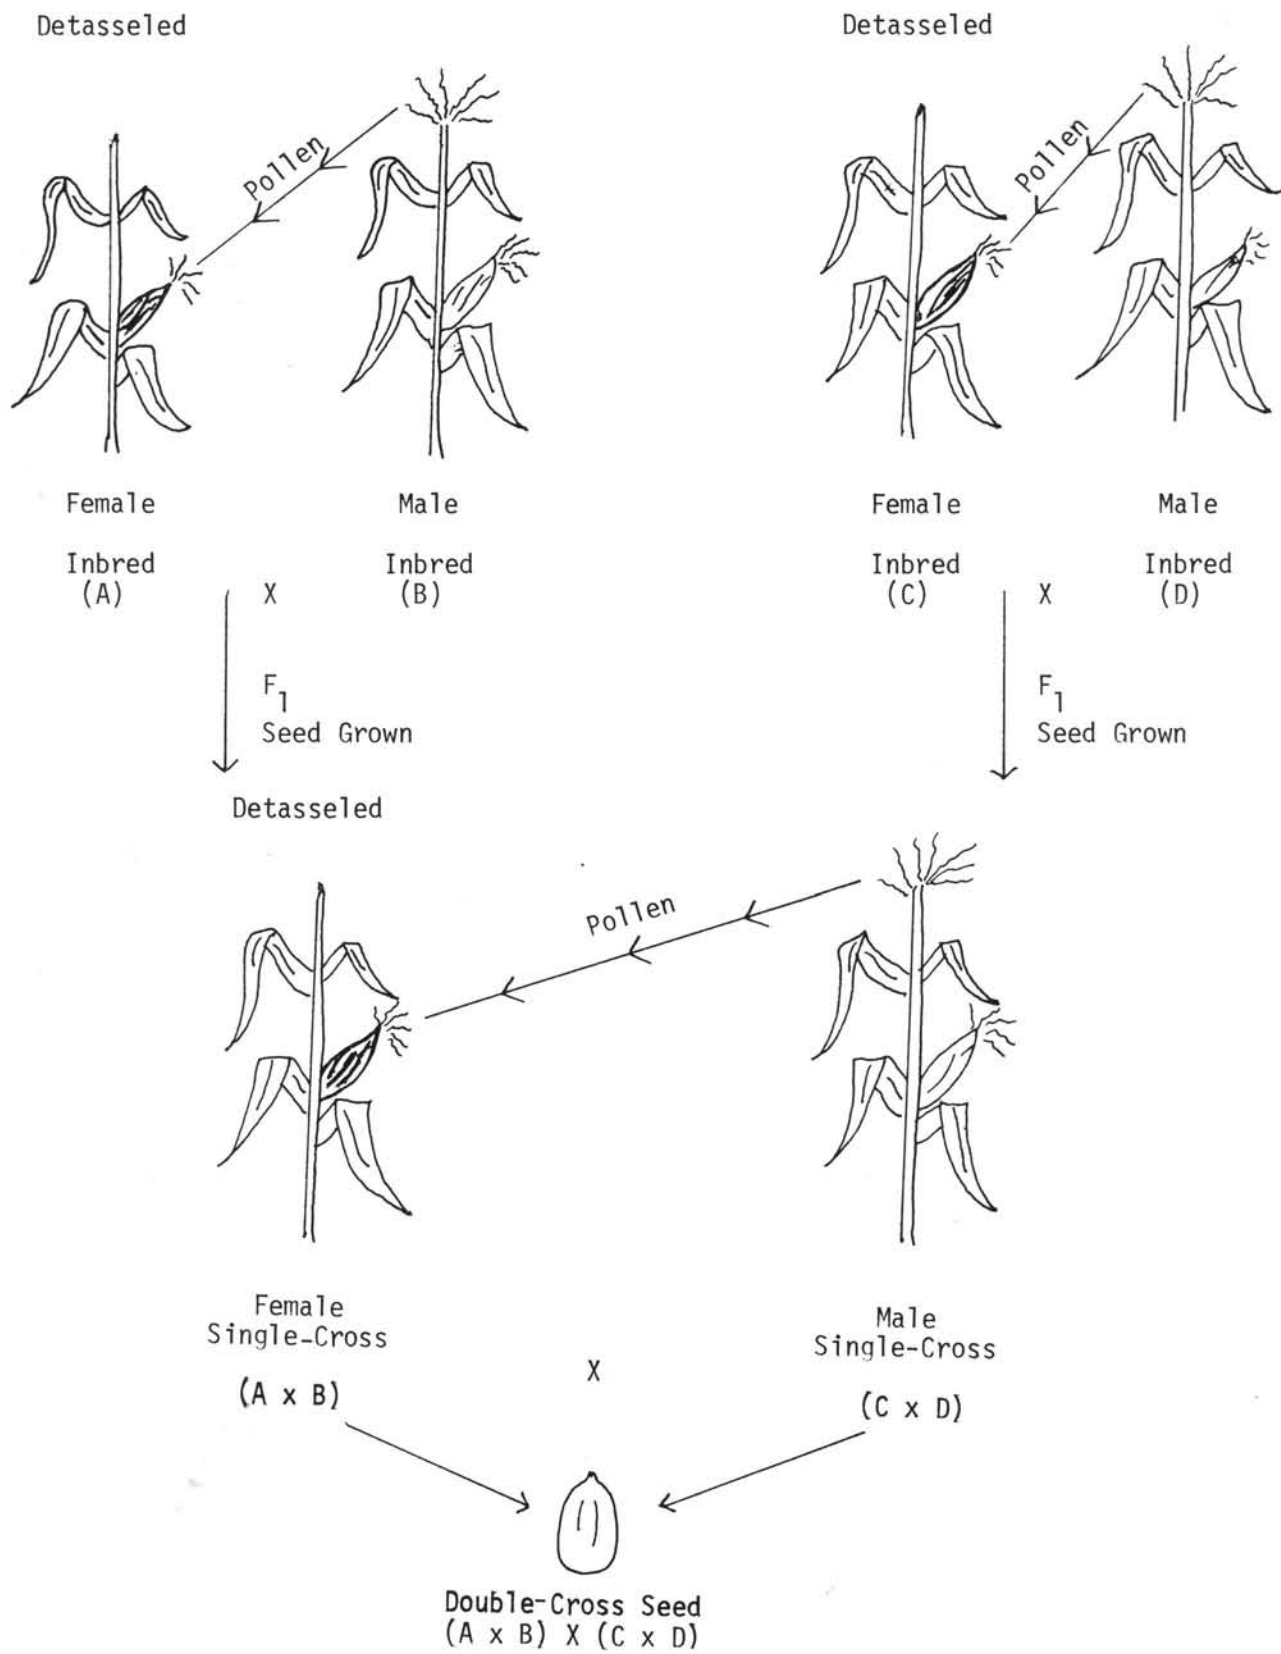 Detasseled
Detasseled
Pollen
Pollen
Female
Male
Female
Male
Inbred
(A)
X
Inbred
(B)
Inbred
(C)
X
Inbred
(D)
F1
Seed Grown
F1
Seed Grown
Detasseled
Pollen
Female
Single-Cross
(A x B)
X
Male
Single-Cross
(C x D)
Double-Cross Seed
(A x B) X (C x D)